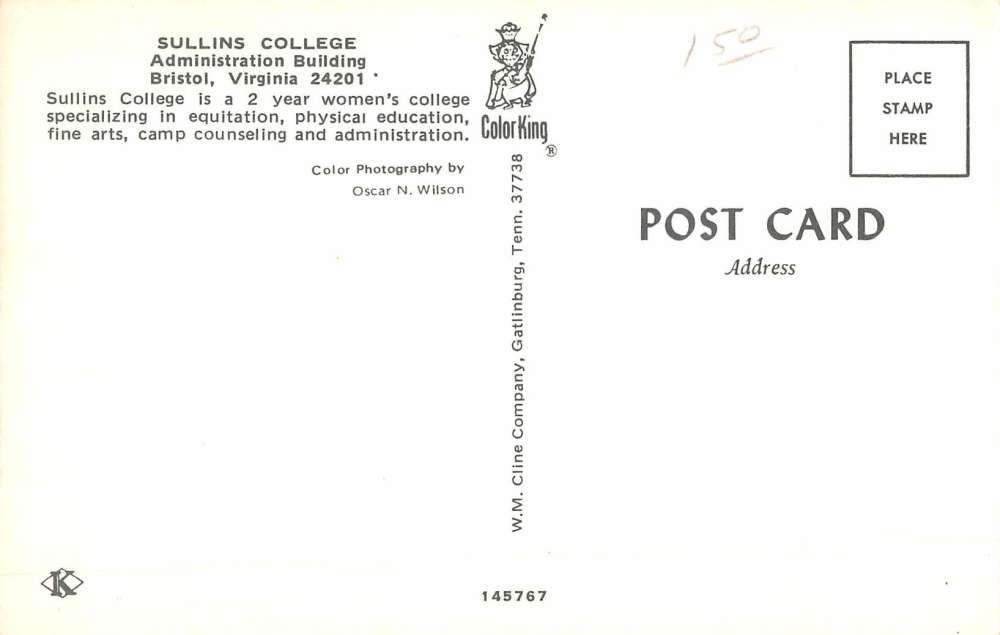 SULLINS COLLEGE
Administration Building
Bristol, Virginia 24201
Sullins College is a 2 year women's college
specializing in equitation, physical education,
fine arts, camp counseling and administration.
Color Photography by
Oscar N. Wilson
ColorKing
®
W.M. Cline Company, Gatlinburg, Tenn. 37738
150
PLACE
STAMP
HERE
POST CARD
Address
K
145767